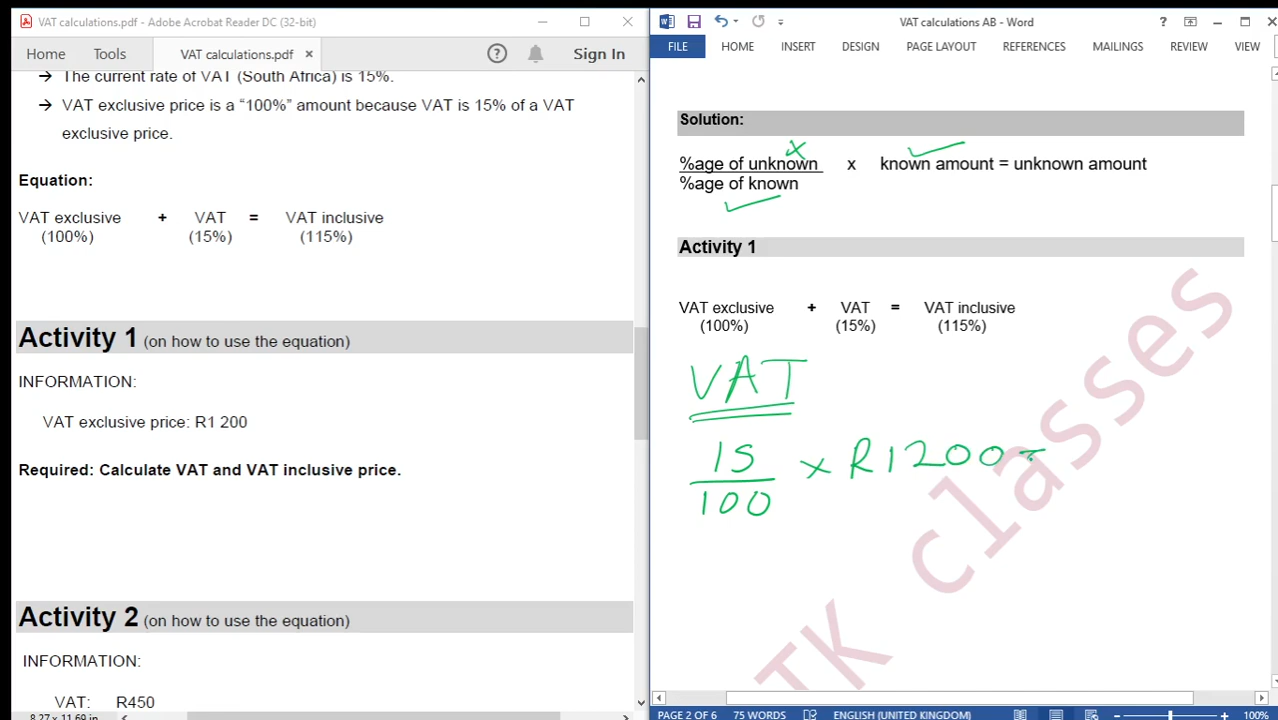 VAT calculations.pdf - Adobe Acrobat Reader DC (32-bit)
Home Tools VAT calculations.pdf × ? Sign In
→ The current rate of VAT (South Africa) is 15%.
→ VAT exclusive price is a “100%” amount because VAT is 15% of a VAT
exclusive price.
Equation:
VAT exclusive + VAT = VAT inclusive
(100%) (15%) (115%)
Activity 1 (on how to use the equation)
INFORMATION:
VAT exclusive price: R1 200
Required: Calculate VAT and VAT inclusive price.
Activity 2 (on how to use the equation)
INFORMATION:
VAT: R450
8.27 x 11.69 in
VAT calculations AB - Word
FILE HOME INSERT DESIGN PAGE LAYOUT REFERENCES MAILINGS REVIEW VIEW
Solution:
%age of unknown x known amount = unknown amount
%age of known
Activity 1
VAT exclusive + VAT = VAT inclusive
(100%) (15%) (115%)
VAT
15
× R1200 =
100
TK classes
PAGE 2 OF 6 75 WORDS ENGLISH (UNITED KINGDOM) 100%